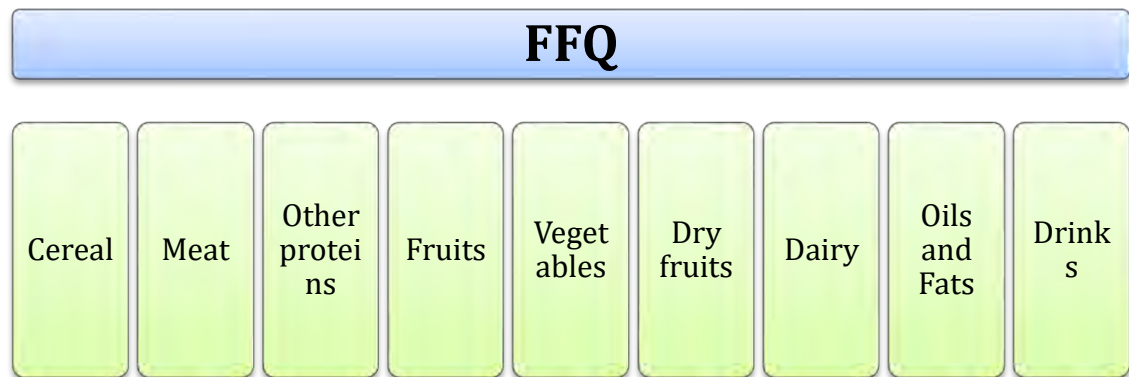 FFQ
Cereal
Meat
Other
protei
ns
Fruits
Veget
ables
Dry
fruits
Dairy
Oils
and
Fats
Drink
s